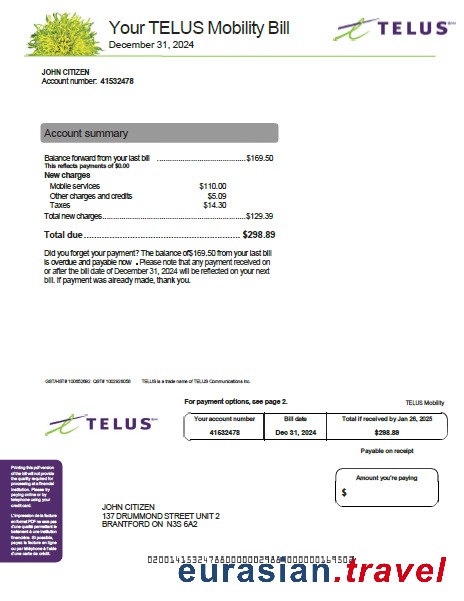 Your TELUS Mobility Bill
December 31, 2024
TELUS
JOHN CITIZEN
Account number: 41532478
Account summary
Balance forward from your last bill ................................$169.50
This reflects payments of $0.00
New charges
Mobile services $110.00
Other charges and credits $5.09
Taxes $14.30
Total new charges....................................................$129.39
Total due.................................................... $298.89
Did you forget your payment? The balance of$169.50 from your last bill
is overdue and payable now . Please note that any payment received on
or after the bill date of December 31, 2024 will be reflected on your next
bill. If payment was already made, thank you.
TELUS is a trade name of TELUS Communications Inc
For payment options, see page 2.
TELUS Mobility
TELUS
Your account number Bill date Total if received by Jan 26, 2025
41532478 Dec 31, 2024 $298.89
Payable on receipt
Amount you're paying
$
Printing this pdf version
of the bill will not provide
the quality required for
processing at a financial
institution. Please try
paying online or by
telephone using your
credit card.
L'impression de la facture
en format PDF ne sera pas
d'une qualité permettant le
traitement à une institution
financière. Si possible,
payez la facture en ligne
ou par téléphone à l'aide
d'une carte de crédit.
JOHN CITIZEN
137 DRUMMOND STREET UNIT 2
BRANTFORD ON N3S 6A2
eurasian.travel